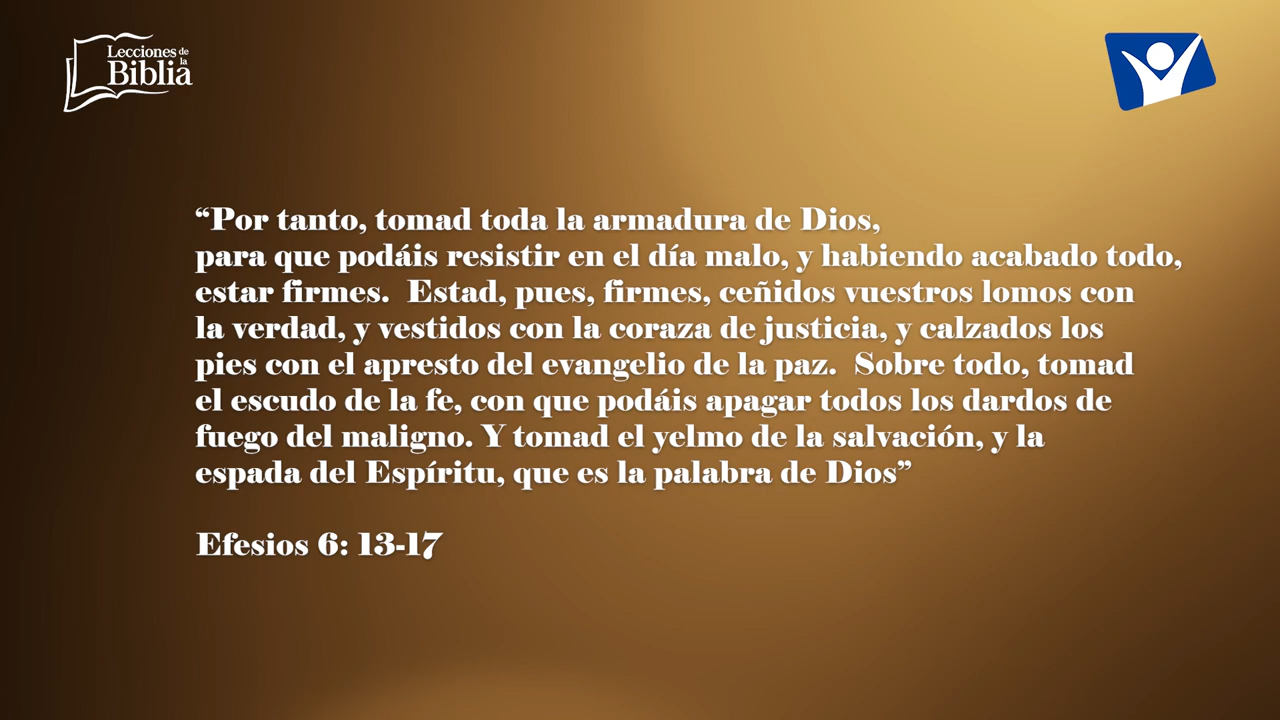 Lecciones de
la
Biblia
“Por tanto, tomad toda la armadura de Dios,
para que podáis resistir en el día malo, y habiendo acabado todo,
estar firmes.  Estad, pues, firmes, ceñidos vuestros lomos con
la verdad, y vestidos con la coraza de justicia, y calzados los
pies con el apresto del evangelio de la paz.  Sobre todo, tomad
el escudo de la fe, con que podáis apagar todos los dardos de
fuego del maligno. Y tomad el yelmo de la salvación, y la
espada del Espíritu, que es la palabra de Dios”
Efesios 6: 13-17